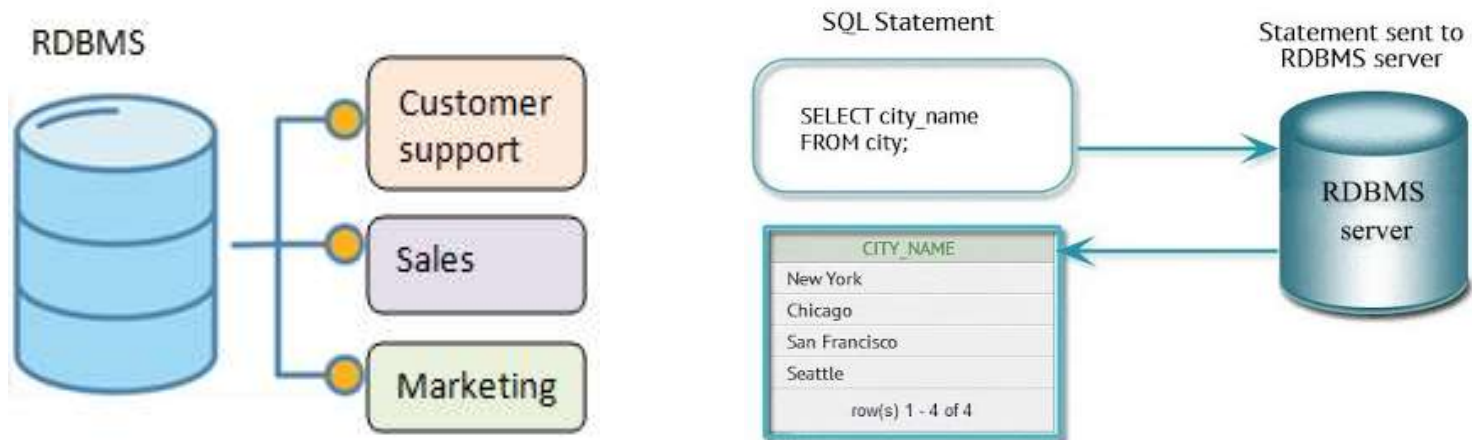 RDBMS
Customer
support
Sales
Marketing
SQL Statement
SELECT city_name
FROM city;
Statement sent to
RDBMS server
RDBMS
server
CITY_NAME
New York
Chicago
San Francisco
Seattle
row(s) 1 - 4 of 4